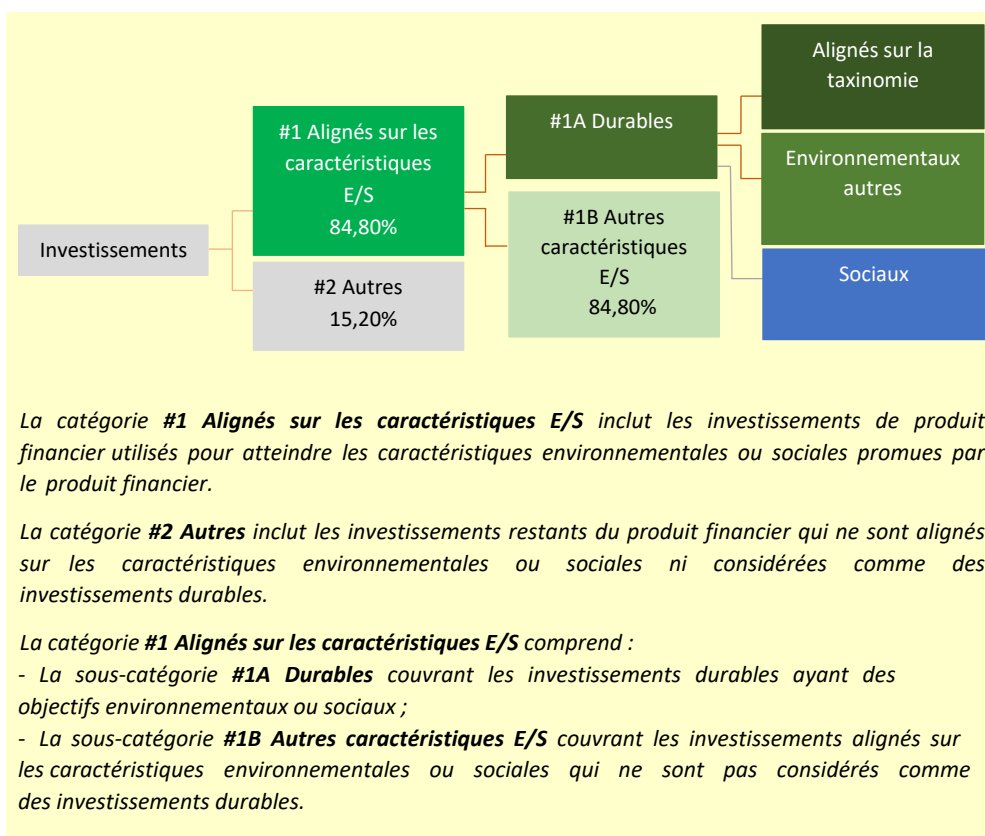 Investissements
#1 Alignés sur les
caractéristiques
E/S
84,80%
#2 Autres
15,20%
#1A Durables
#1B Autres
caractéristiques
E/S
84,80%
Alignés sur la
taxinomie
Environnementaux
autres
Sociaux
La catégorie #1 Alignés sur les caractéristiques E/S inclut les investissements de produit
financier utilisés pour atteindre les caractéristiques environnementales ou sociales promues par
le produit financier.
La catégorie #2 Autres inclut les investissements restants du produit financier qui ne sont alignés
sur les caractéristiques environnementales ou sociales ni considérées comme des
investissements durables.
La catégorie #1 Alignés sur les caractéristiques E/S comprend :
- La sous-catégorie #1A Durables couvrant les investissements durables ayant des
objectifs environnementaux ou sociaux ;
- La sous-catégorie #1B Autres caractéristiques E/S couvrant les investissements alignés sur
les caractéristiques environnementales ou sociales qui ne sont pas considérés comme
des investissements durables.